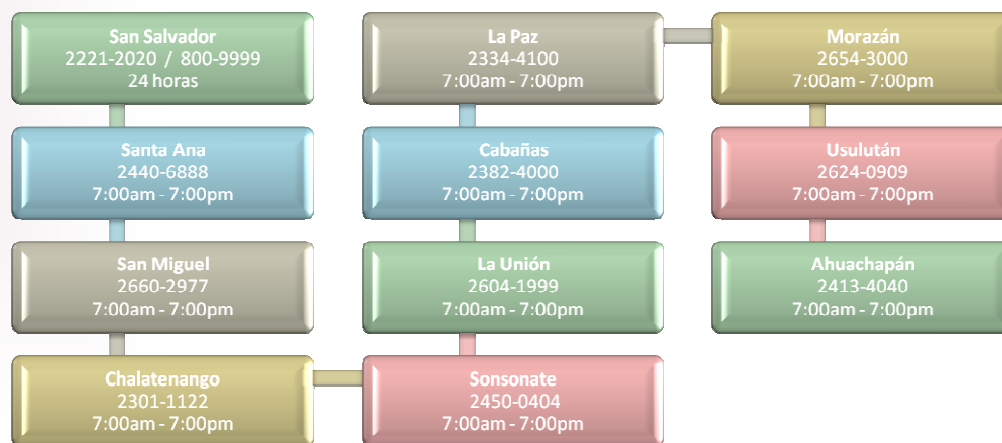 San Salvador
2221-2020 / 800-9999
24 horas
Santa Ana
2440-6888
7:00am - 7:00pm
San Miguel
2660-2977
7:00am - 7:00pm
Chalatenango
2301-1122
7:00am - 7:00pm
Sonsonate
2450-0404
7:00am - 7:00pm
La Unión
2604-1999
7:00am - 7:00pm
Cabañas
2382-4000
7:00am - 7:00pm
La Paz
2334-4100
7:00am - 7:00pm
Morazán
2654-3000
7:00am - 7:00pm
Usulután
2624-0909
7:00am - 7:00pm
Ahuachapán
2413-4040
7:00am - 7:00pm